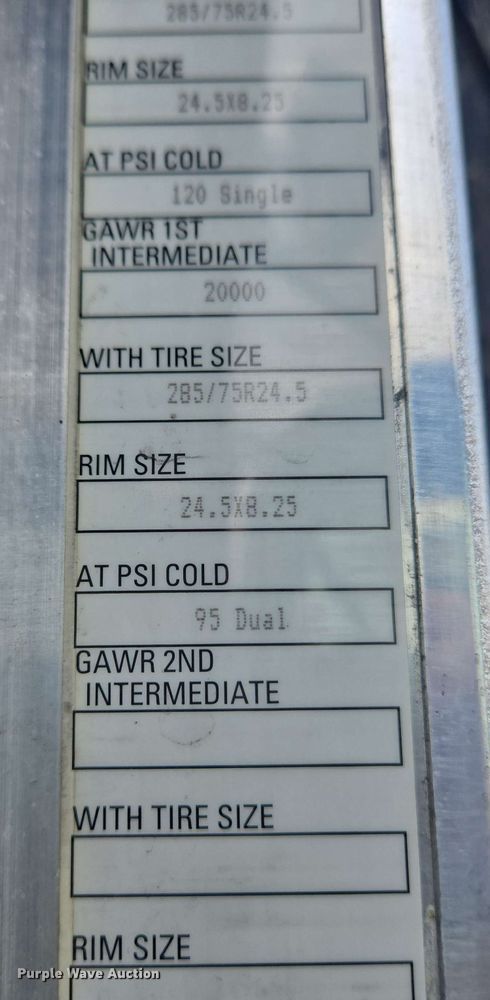 285/75R24.5
RIM SIZE
24.5X8.25
AT PSI COLD
120 Single
GAWR 1ST
INTERMEDIATE
20000
WITH TIRE SIZE
285/75R24.5
RIM SIZE
24.5X8.25
AT PSI COLD
95 Dual
GAWR 2ND
INTERMEDIATE
WITH TIRE SIZE
RIM SIZE
Purple Wave Auction